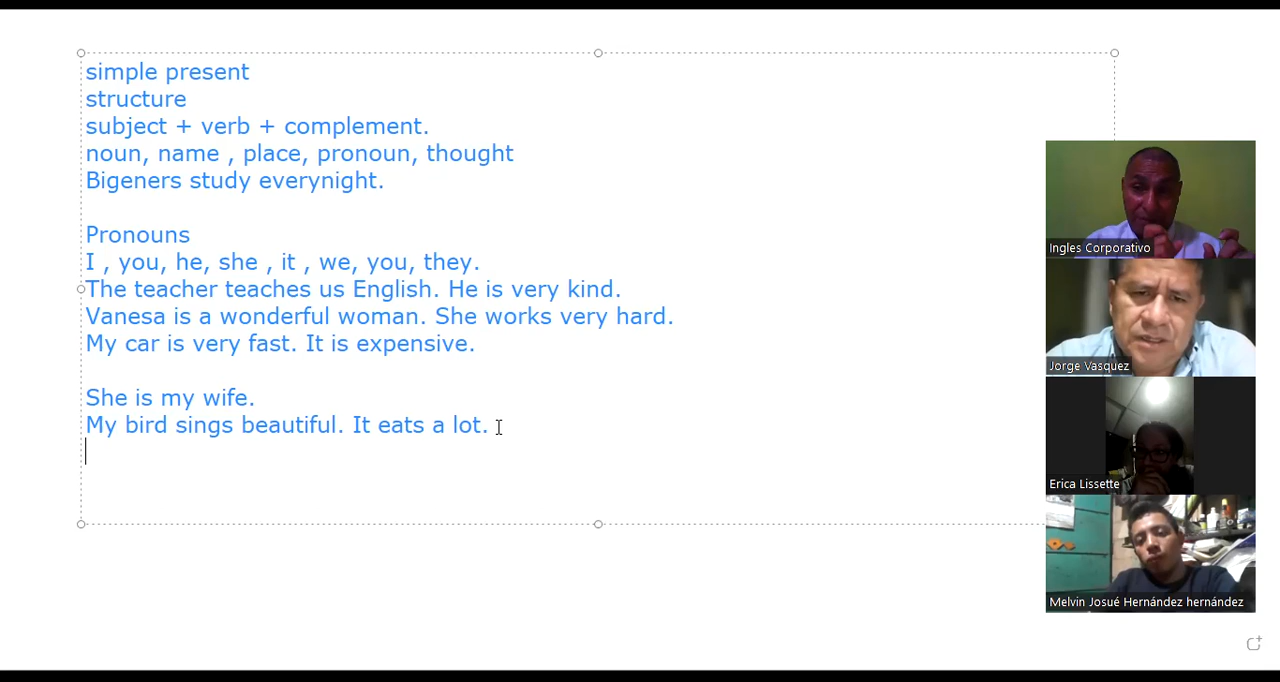 simple present
structure
subject + verb + complement.
noun, name , place, pronoun, thought
Bigeners study everynight.
Pronouns
I , you, he, she , it , we, you, they.
The teacher teaches us English. He is very kind.
Vanesa is a wonderful woman. She works very hard.
My car is very fast. It is expensive.
She is my wife.
My bird sings beautiful. It eats a lot.
Ingles Corporativo
Jorge Vasquez
Erica Lissette
Melvin Josué Hernández hernández